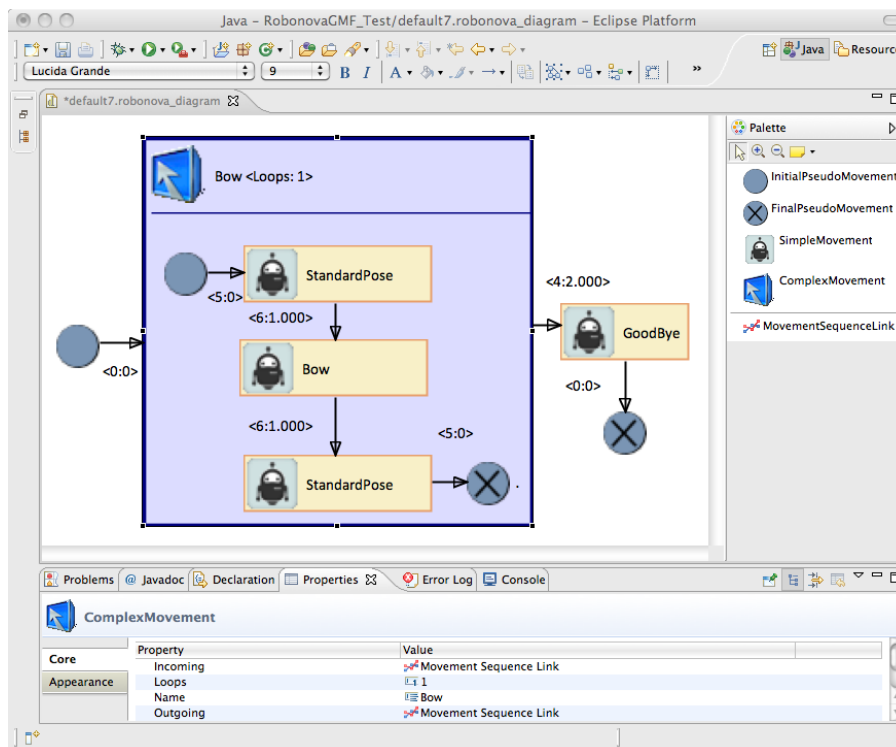 Java - RobonovaGMF_Test/default7.robonova_diagram - Eclipse Platform
Java
Resourc
Lucida Grande
9
B I A
»
*default7.robonova_diagram
Palette
Bow <Loops: 1>
InitialPseudoMovement
FinalPseudoMovement
SimpleMovement
ComplexMovement
MovementSequenceLink
StandardPose
<5:0>
<4:2.000>
<6:1.000>
GoodBye
<0:0>
Bow
<0:0>
<6:1.000>
<5:0>
StandardPose
.
Problems @ Javadoc Declaration Properties Error Log Console
ComplexMovement
Core
Appearance
Property Value
Incoming Movement Sequence Link
Loops 1
Name Bow
Outgoing Movement Sequence Link